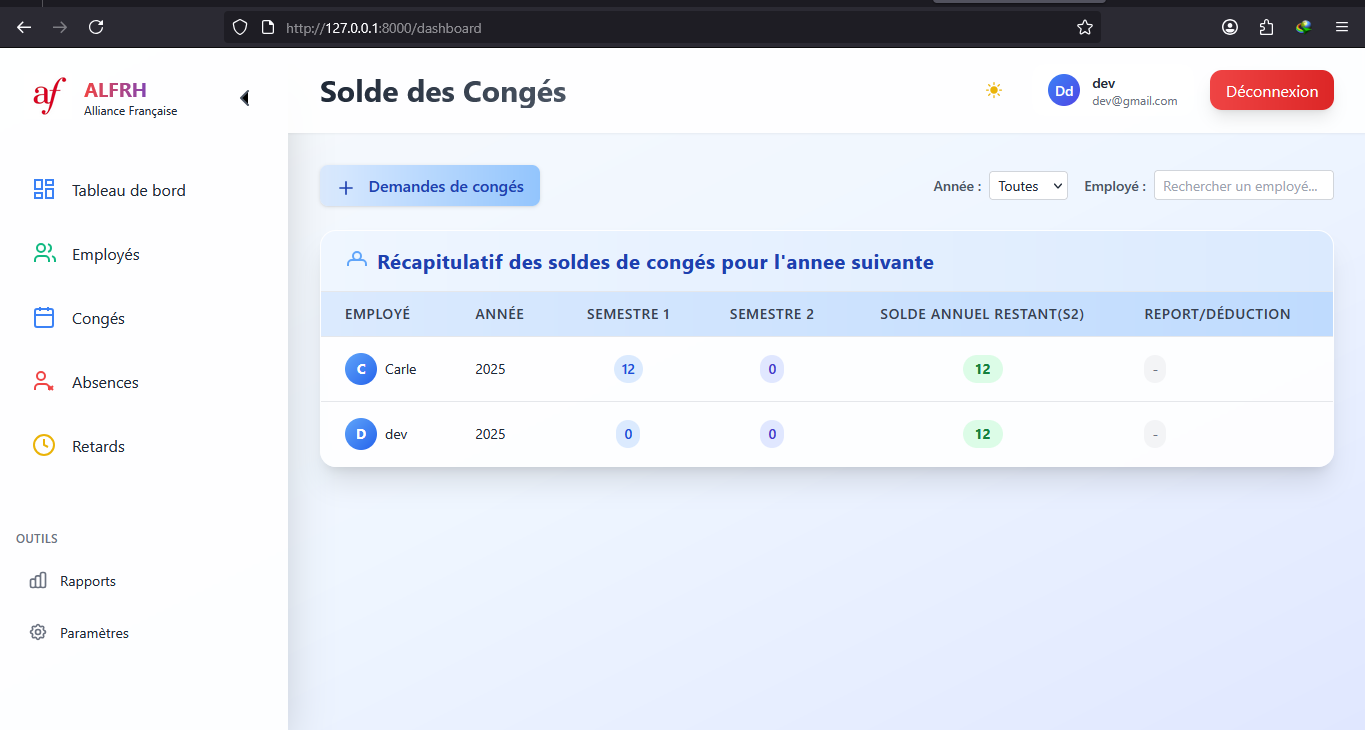 http://127.0.0.1:8000/dashboard
af
ALFRH
Alliance Française
Solde des Congés
Dd
dev
dev@gmail.com
Déconnexion
Tableau de bord
Employés
Congés
Absences
Retards
OUTILS
Rapports
Paramètres
+ Demandes de congés
Année : Toutes Employé : Rechercher un employé...
Récapitulatif des soldes de congés pour l'annee suivante
EMPLOYÉ ANNÉE SEMESTRE 1 SEMESTRE 2 SOLDE ANNUEL RESTANT(S2) REPORT/DÉDUCTION
C Carle 2025 12 0 12 -
D dev 2025 0 0 12 -